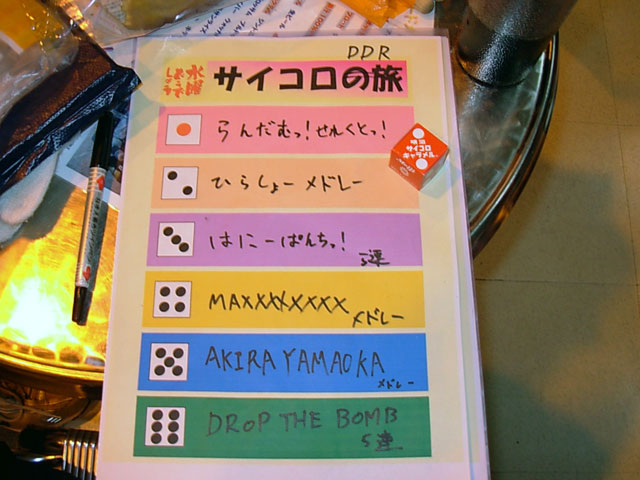 DDR
水曜どうでしょう
サイコロの旅
らんだむっ!せれくとっ!
明治
サイコロ
キャラメル
ひらしょー メドレー
はにーぱんちっ!
5連
MAXXXXXXXX
メドレー
AKIRA YAMAOKA
メドレー
DROP THE BOMB
5連